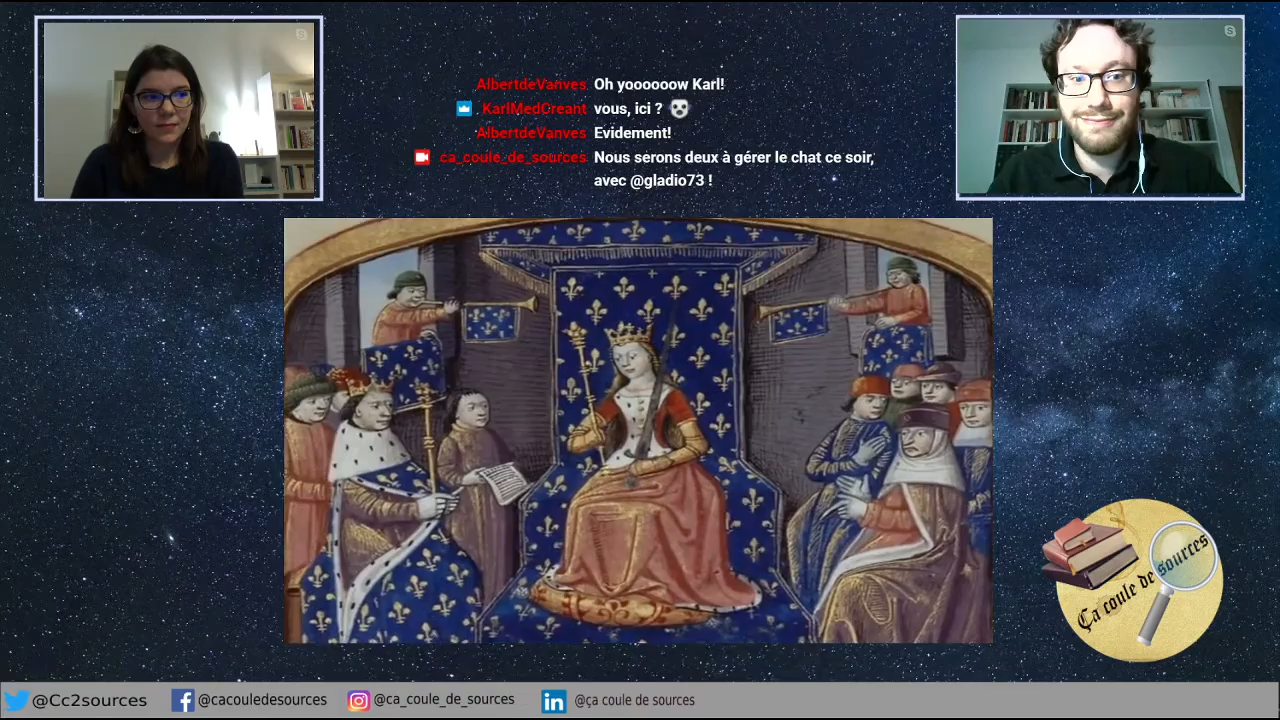 AlbertdeVanves Oh yoooooow Karl!
KarlMedCreant vous, ici ?
AlbertdeVanves Evidement!
ca_coule_de_sources Nous serons deux à gérer le chat ce soir,
avec @gladio73 !
Ça coule de sources
@Cc2sources @cacouledesources @ca_coule_de_sources @ça coule de sources